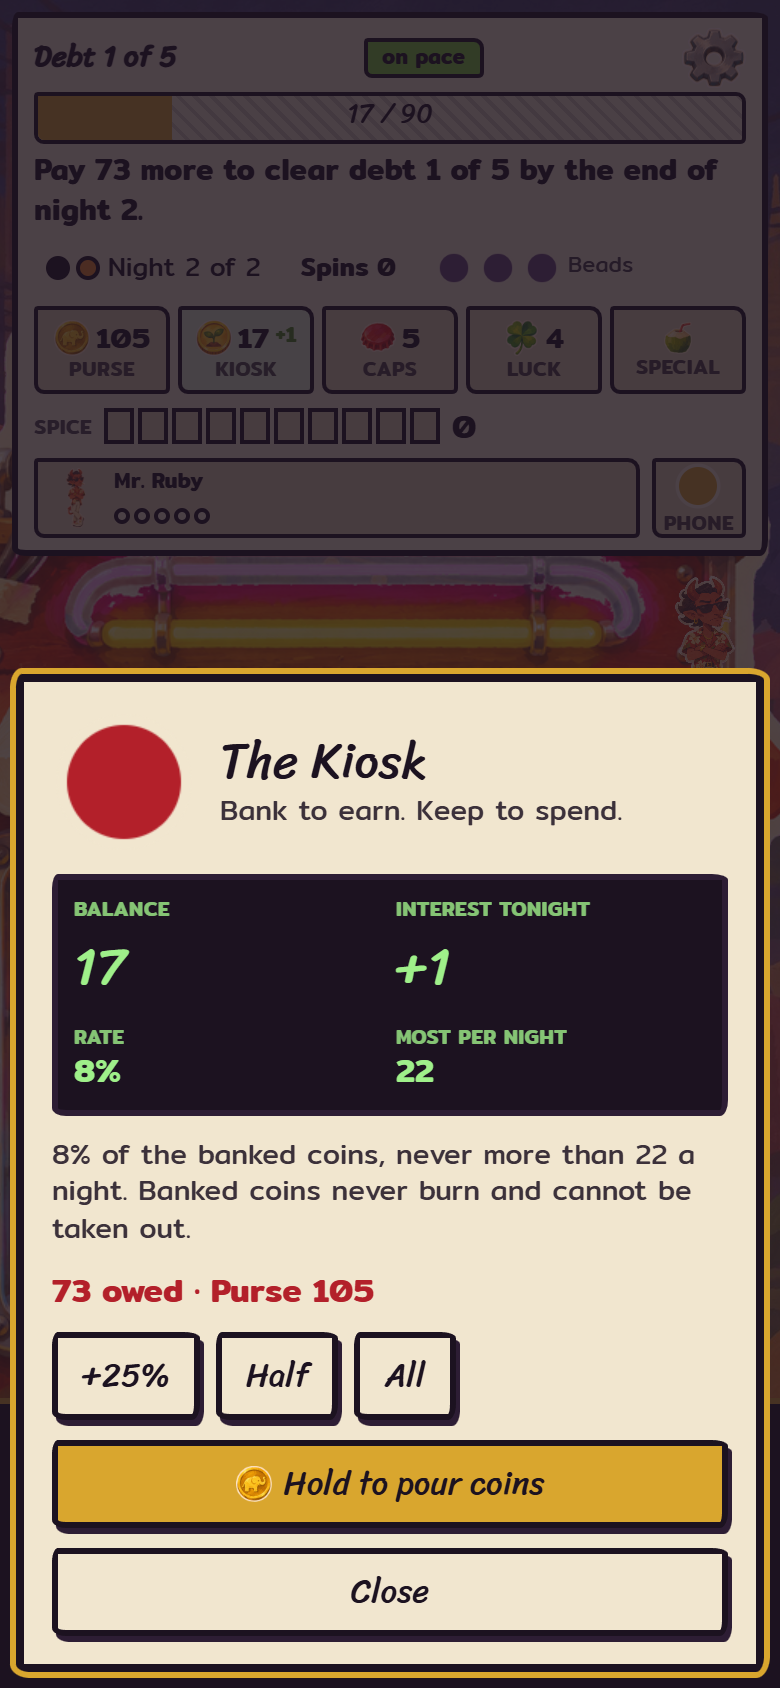 Debt 1 of 5
on pace
17 / 90
Pay 73 more to clear debt 1 of 5 by the end of
night 2.
Night 2 of 2 Spins 0 Beads
105 17 +1 5 4
PURSE KIOSK CAPS LUCK SPECIAL
SPICE 0
Mr. Ruby
PHONE
The Kiosk
Bank to earn. Keep to spend.
BALANCE INTEREST TONIGHT
17 +1
RATE MOST PER NIGHT
8% 22
8% of the banked coins, never more than 22 a
night. Banked coins never burn and cannot be
taken out.
73 owed · Purse 105
+25% Half All
Hold to pour coins
Close